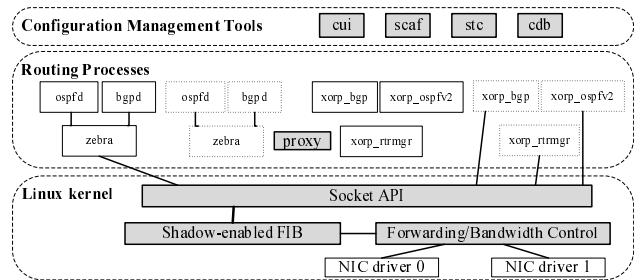 Configuration Management Tools cui scaf stc cdb
Routing Processes
ospfd bgpd ospfd bgpd xorp_bgp xorp_ospfv2 xorp_bgp xorp_ospfv2
zebra zebra proxy xorp_rtrmgr xorp_rtrmgr
Linux kernel
Socket API
Shadow-enabled FIB Forwarding/Bandwidth Control
NIC driver 0 NIC driver 1